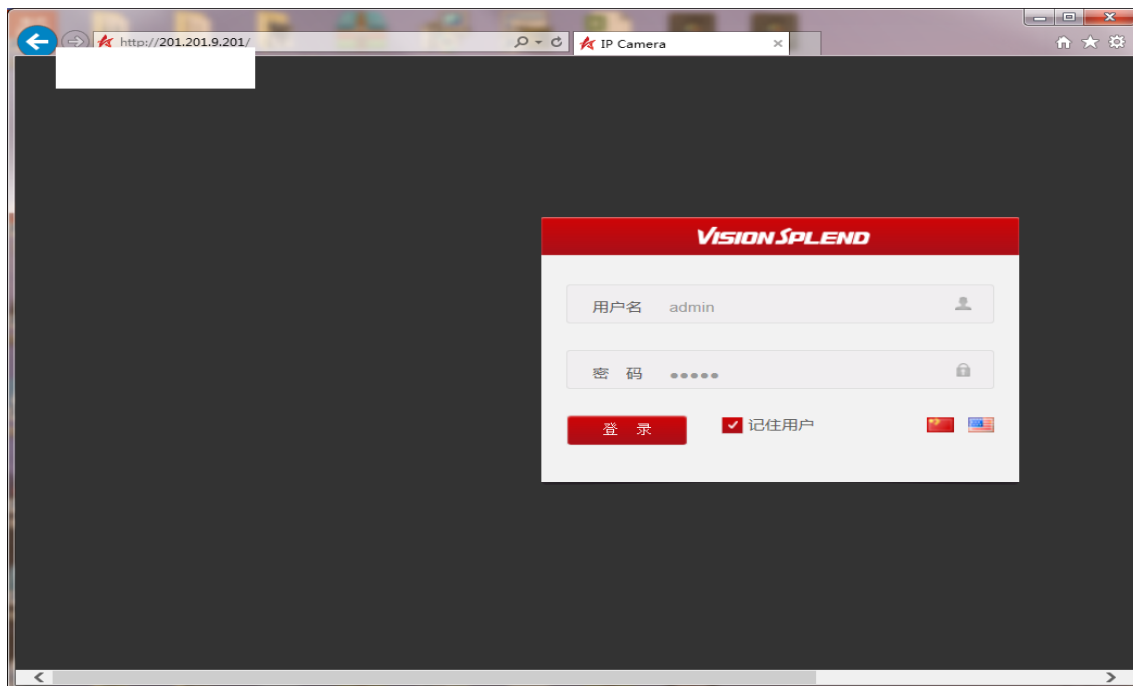 http://201.201.9.201/
IP Camera
VISION SPLEND
用户名 admin
密 码 •••••
登 录
记住用户